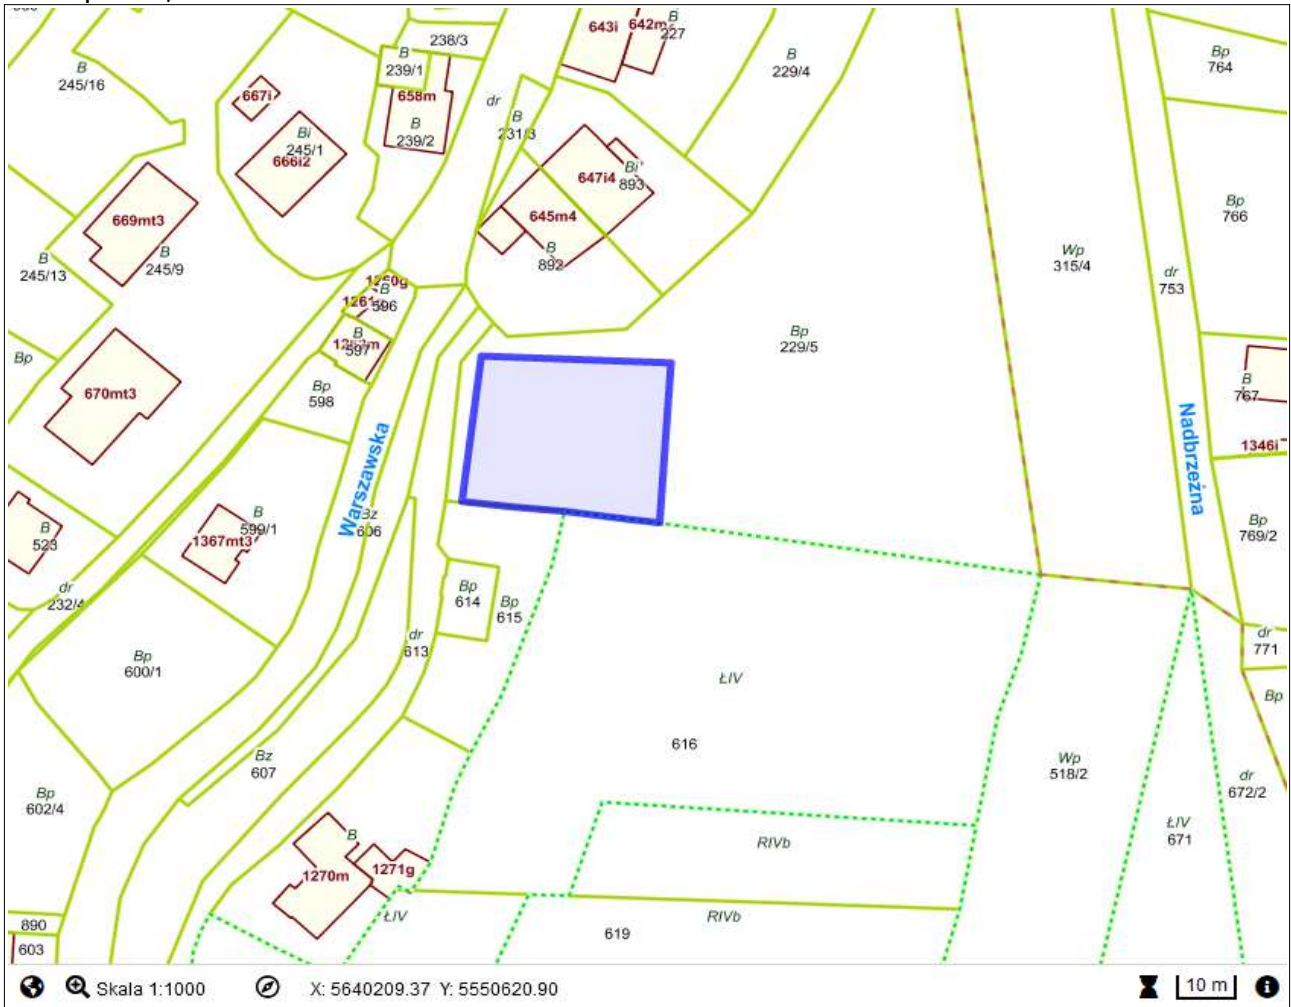 238/3
643i
642m
B
227
B
239/1
B
245/16
667i
658m
B
239/2
dr
B
231/3
B
229/4
Bp
764
Bi
245/1
666i2
647i4
Bi
893
669mt3
645m4
Bp
766
B
245/13
B
245/9
B
892
Wp
315/4
dr
753
1260g
B
596
B
597
Bp
229/5
Bp
670mt3
Bp
598
B
767
1346i
Warszawska
Nadbrzeżna
B
523
B
599/1
1367mt3
Bz
606
Bp
769/2
dr
232/4
Bp
614
Bp
615
dr
613
dr
771
Bp
600/1
ŁIV
616
Bp
Bz
607
Wp
518/2
dr
672/2
Bp
602/4
B
1270m
1271g
RIVb
ŁIV
671
890
603
ŁIV
RIVb
619
Skala 1:1000
X: 5640209.37 Y: 5550620.90
10 m